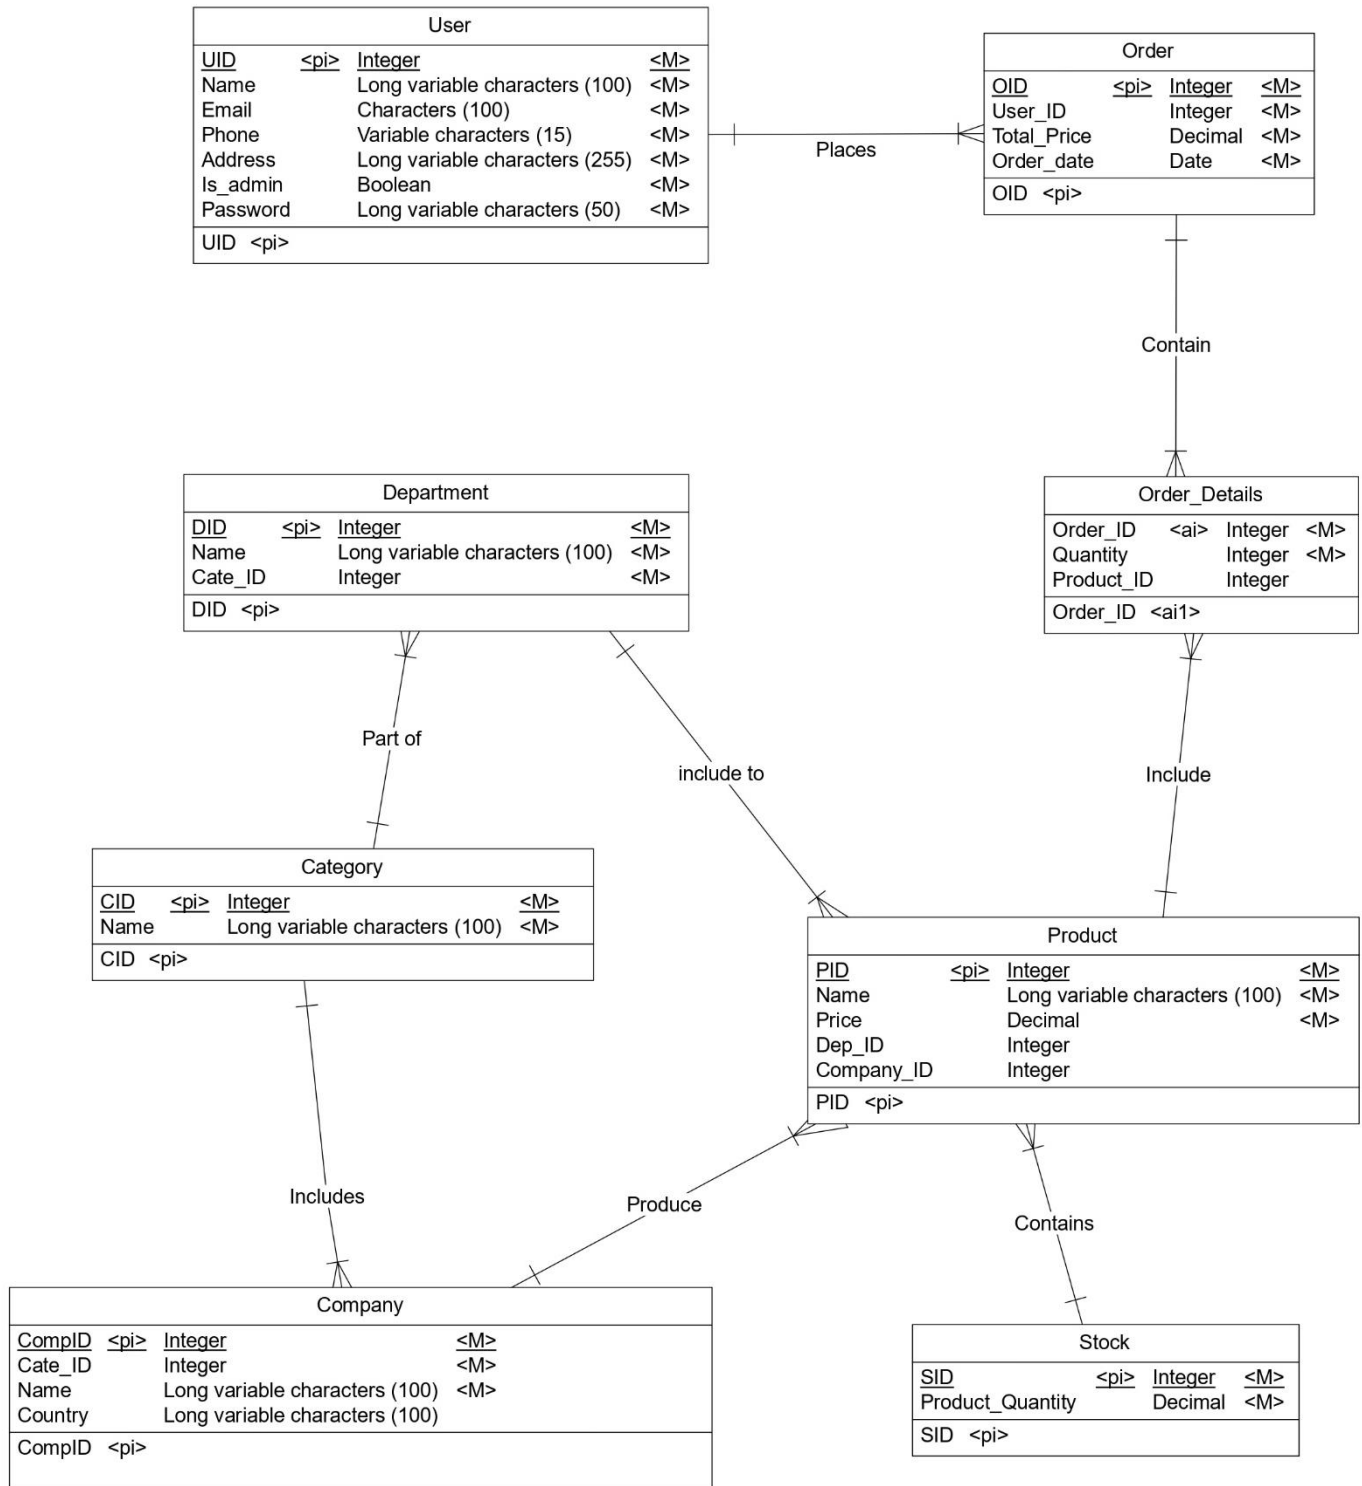 User
UID <pi> Integer <M>
Name Long variable characters (100) <M>
Email Characters (100) <M>
Phone Variable characters (15) <M>
Address Long variable characters (255) <M>
Is_admin Boolean <M>
Password Long variable characters (50) <M>
UID <pi>
Places
Order
OID <pi> Integer <M>
User_ID Integer <M>
Total_Price Decimal <M>
Order_date Date <M>
OID <pi>
Contain
Department
DID <pi> Integer <M>
Name Long variable characters (100) <M>
Cate_ID Integer <M>
DID <pi>
Order_Details
Order_ID <ai> Integer <M>
Quantity Integer <M>
Product_ID Integer
Order_ID <ai1>
Part of
include to
Include
Category
CID <pi> Integer <M>
Name Long variable characters (100) <M>
CID <pi>
Product
PID <pi> Integer <M>
Name Long variable characters (100) <M>
Price Decimal <M>
Dep_ID Integer
Company_ID Integer
PID <pi>
Includes
Produce
Contains
Company
CompID <pi> Integer <M>
Cate_ID Integer <M>
Name Long variable characters (100) <M>
Country Long variable characters (100)
CompID <pi>
Stock
SID <pi> Integer <M>
Product_Quantity Decimal <M>
SID <pi>